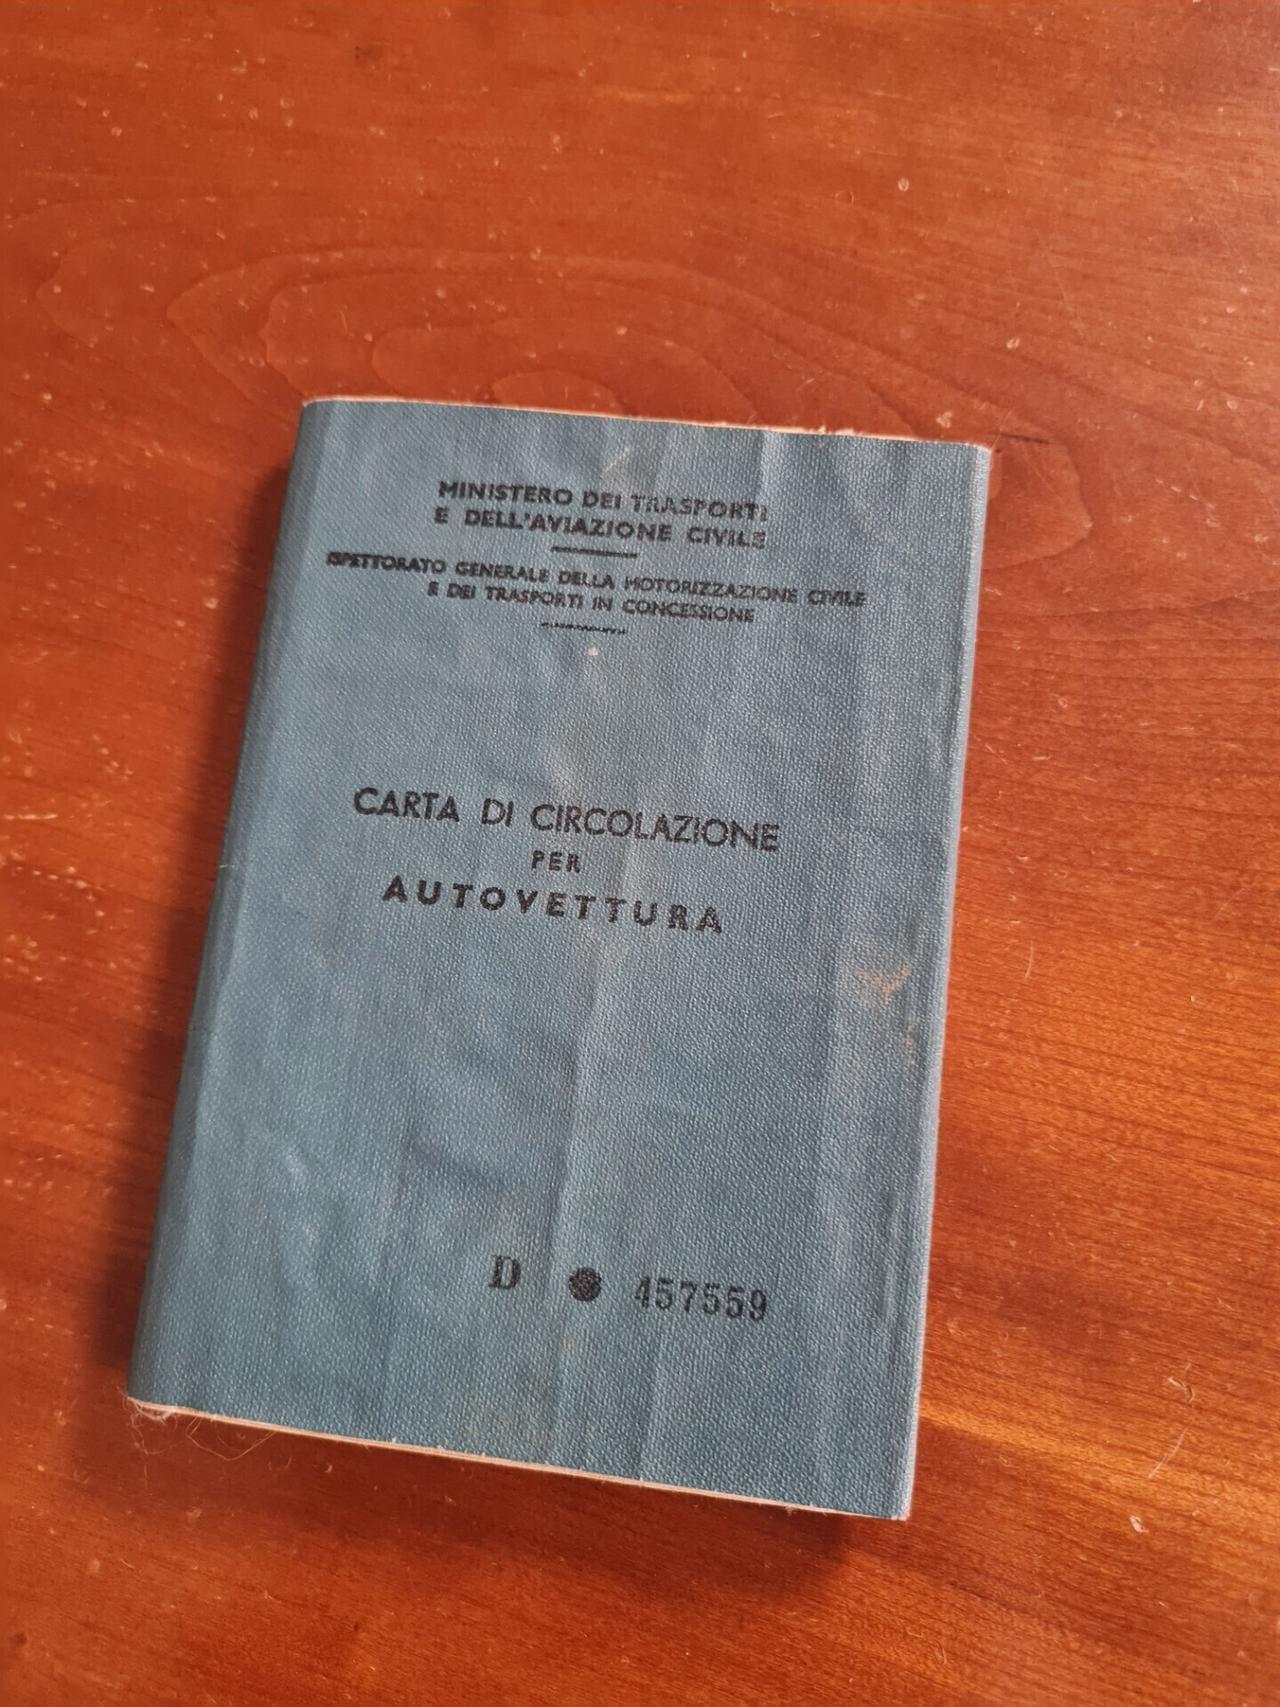 MINISTERO DEI TRASPORTI
E DELL'AVIAZIONE CIVILE
ISPETTORATO GENERALE DELLA MOTORIZZAZIONE CIVILE
E DEI TRASPORTI IN CONCESSIONE
CARTA DI CIRCOLAZIONE
PER
AUTOVETTURA
D ● 457559